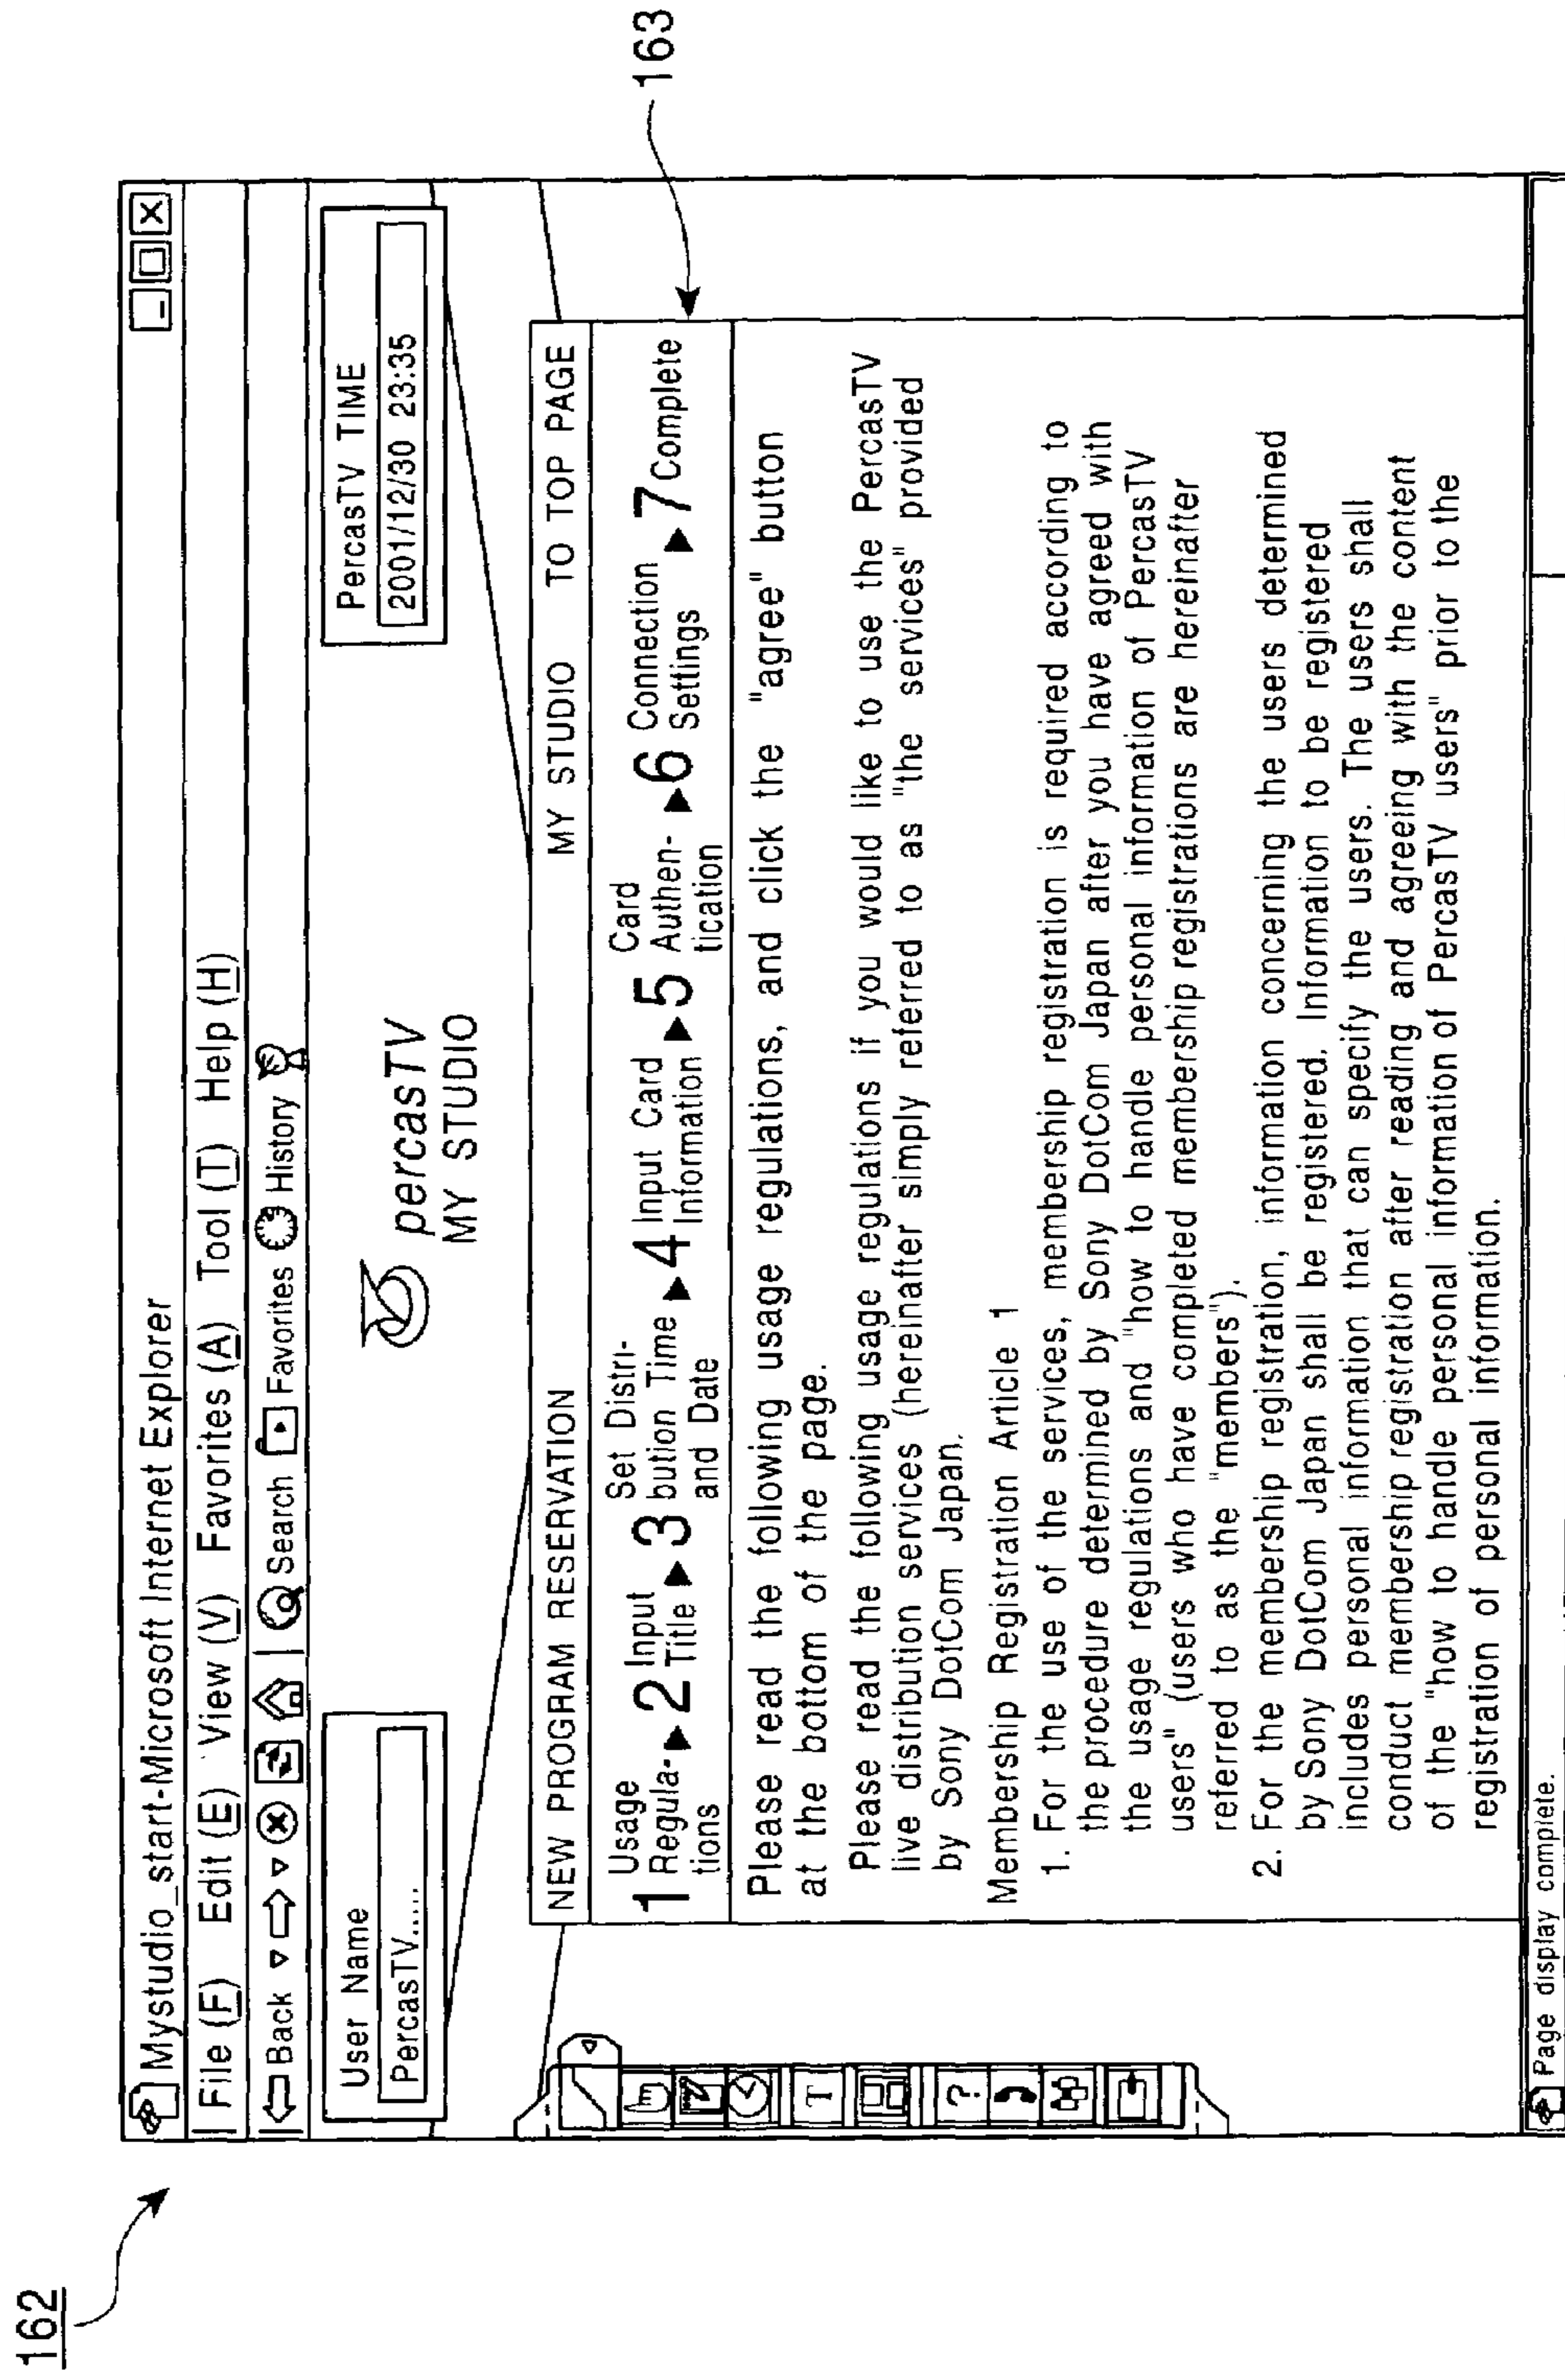 162
Mystudio_start-Microsoft Internet Explorer
File (F) Edit (E) View (V) Favorites (A) Tool (T) Help (H)
Back Search Favorites History
User Name
PercasTV.....
percasTV
MY STUDIO
PercasTV TIME
2001/12/30 23:35
NEW PROGRAM RESERVATION MY STUDIO TO TOP PAGE
1 Usage Regula-tions ▶ 2 Input Title ▶ 3 Set Distri-bution Time and Date ▶ 4 Input Card Information ▶ 5 Card Authen-tication ▶ 6 Connection Settings ▶ 7 Complete
163
Please read the following usage regulations, and click the "agree" button
at the bottom of the page.
Please read the following usage regulations if you would like to use the PercasTV
live distribution services (hereinafter simply referred to as "the services" provided
by Sony DotCom Japan.
Membership Registration Article 1
1. For the use of the services, membership registration is required according to
the procedure determined by Sony DotCom Japan after you have agreed with
the usage regulations and "how to handle personal information of PercasTV
users" (users who have completed membership registrations are hereinafter
referred to as the "members").
2. For the membership registration, information concerning the users determined
by Sony DotCom Japan shall be registered. Information to be registered
includes personal information that can specify the users. The users shall
conduct membership registration after reading and agreeing with the content
of the "how to handle personal information of PercasTV users" prior to the
registration of personal information.
T
?
Page display complete.